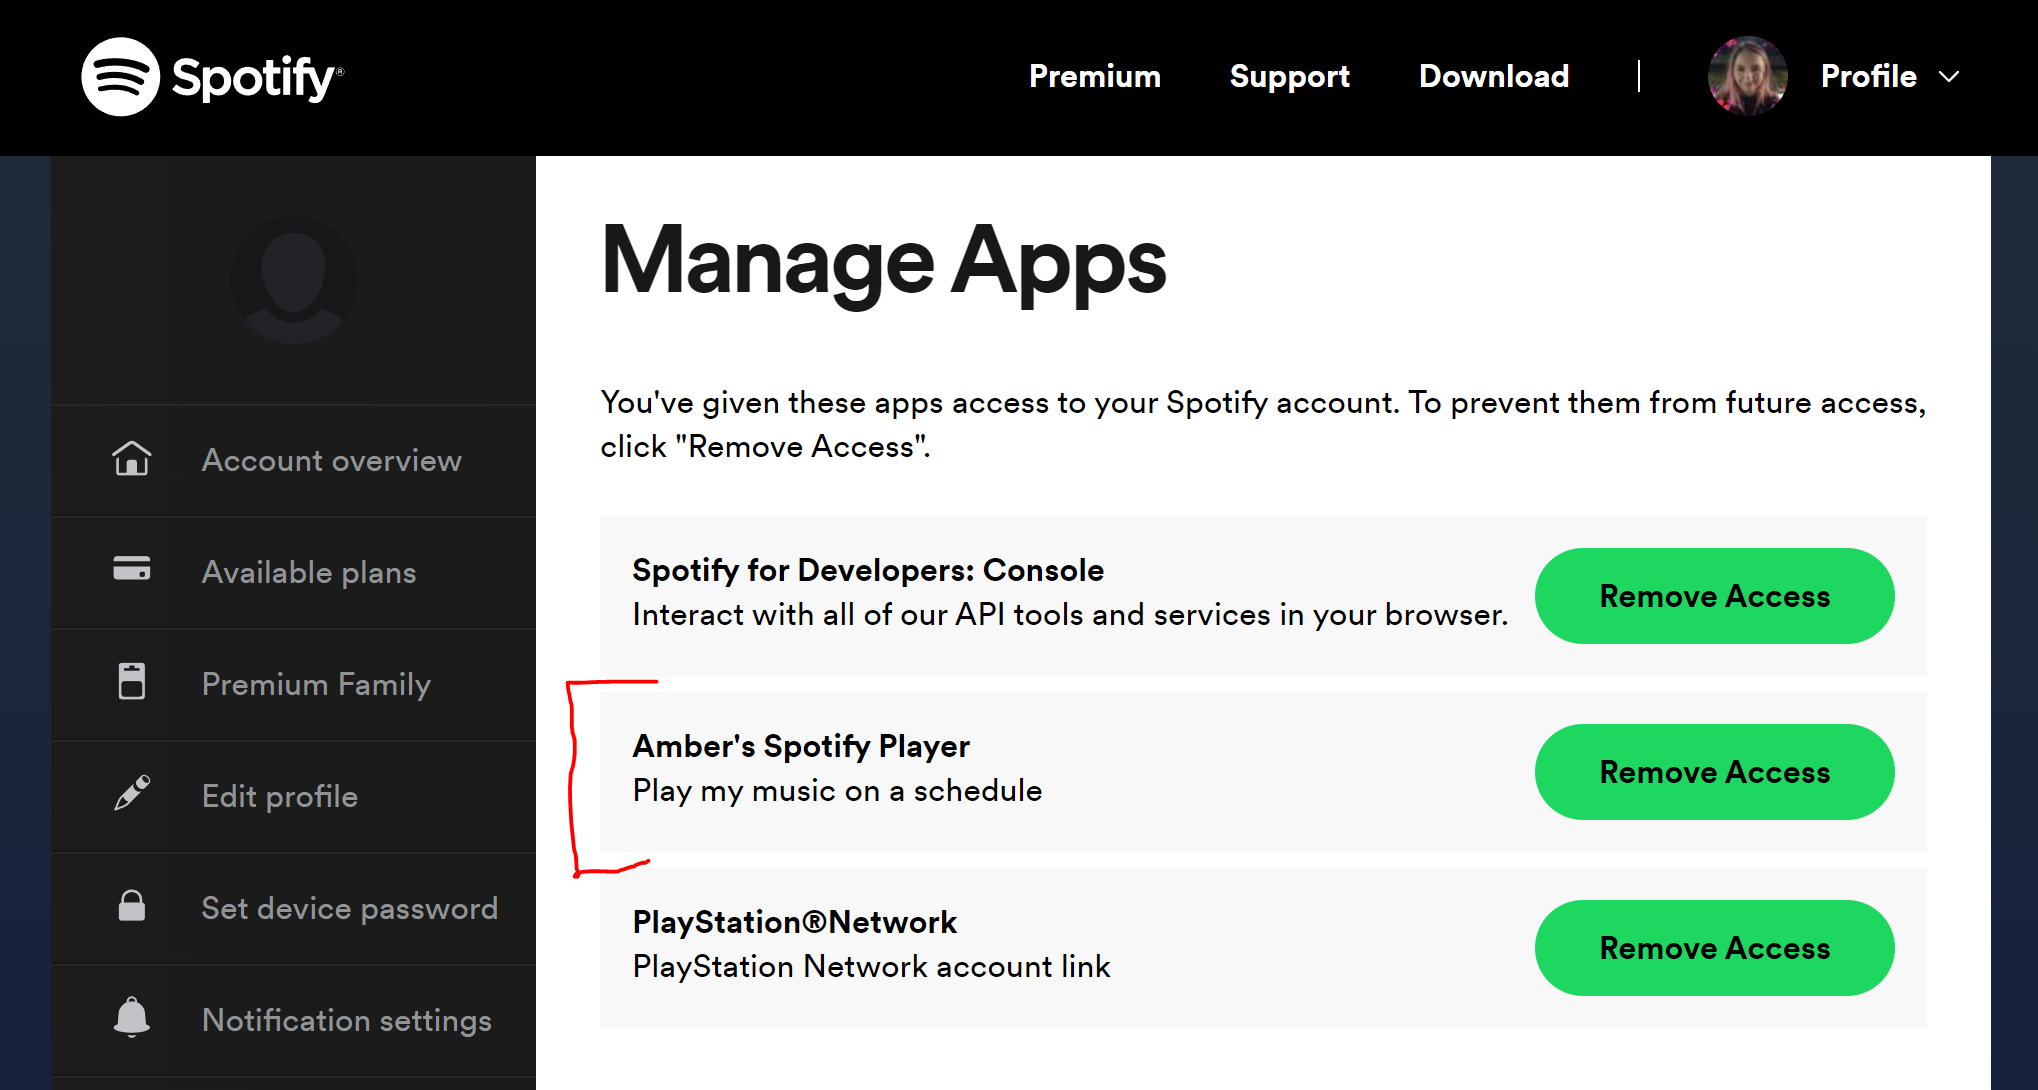 Spotify®
Premium
Support
Download
Profile
Account overview
Available plans
Premium Family
Edit profile
Set device password
Notification settings
Manage Apps
You've given these apps access to your Spotify account. To prevent them from future access,
click "Remove Access".
Spotify for Developers: Console
Interact with all of our API tools and services in your browser.
Remove Access
Amber's Spotify Player
Play my music on a schedule
Remove Access
PlayStation®Network
PlayStation Network account link
Remove Access